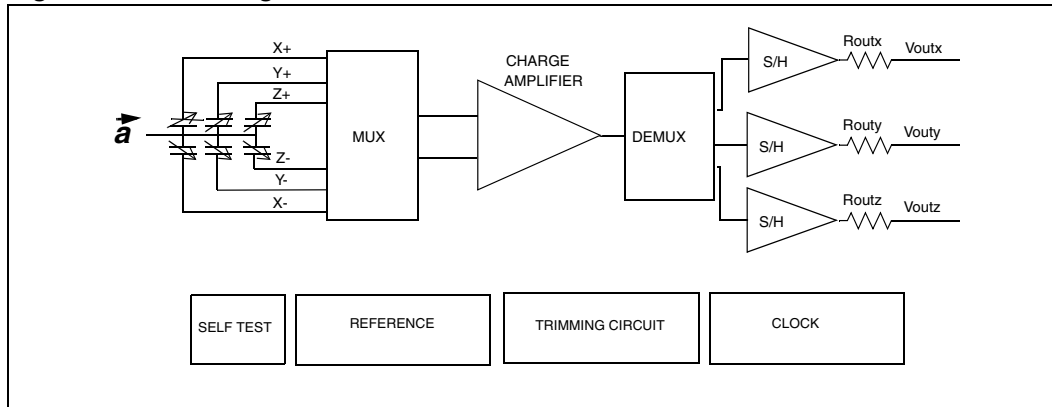 X+
Y+
Z+
a
Z-
Y-
X-
MUX
CHARGE
AMPLIFIER
DEMUX
S/H
Routx
Voutx
S/H
Routy
Vouty
S/H
Routz
Voutz
SELF TEST
REFERENCE
TRIMMING CIRCUIT
CLOCK